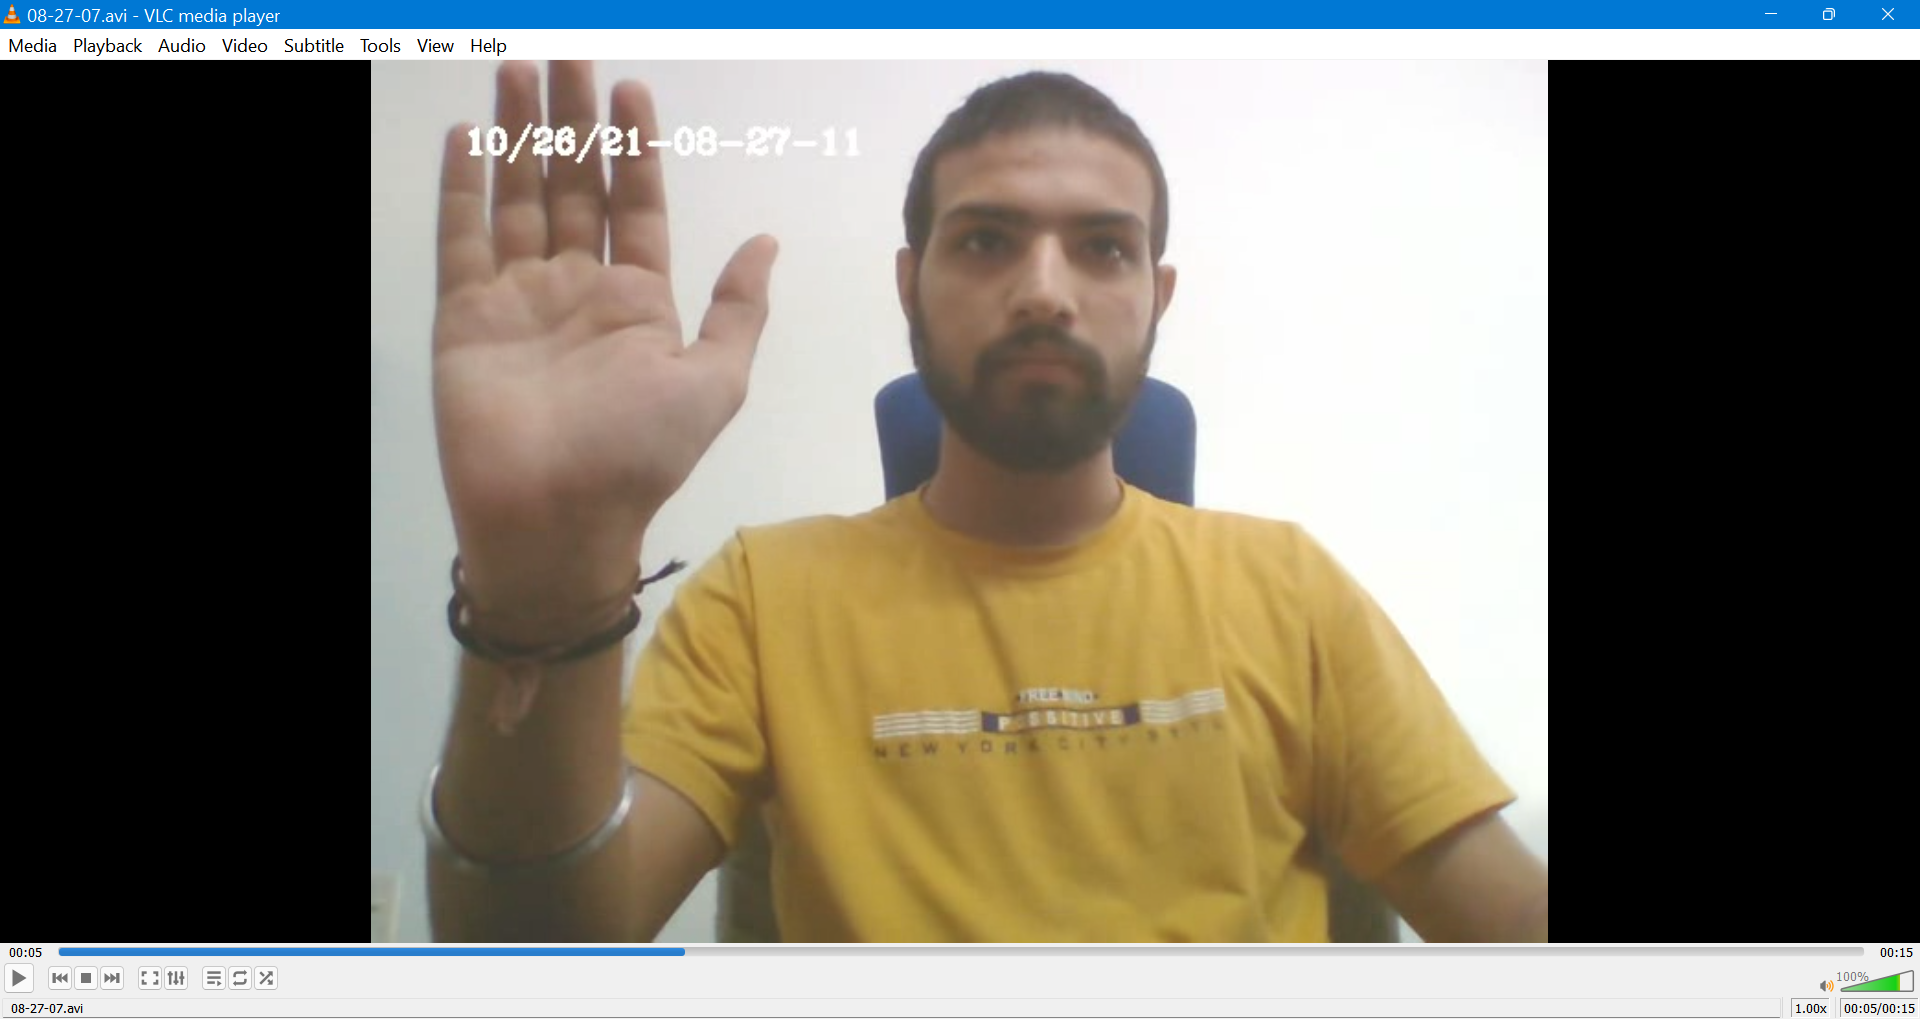 08-27-07.avi - VLC media player
Media Playback Audio Video Subtitle Tools View Help
10/26/21-08-27-11
FREE
POSSITIVE
NEW YORK CITY
00:05
00:15
100%
08-27-07.avi
1.00x
00:05/00:15